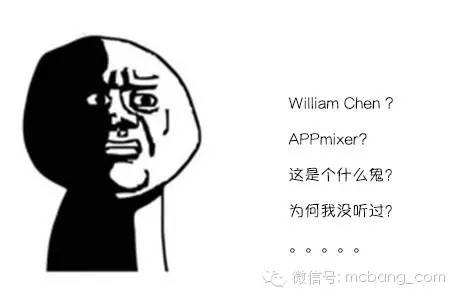 William Chen ?
APPmixer?
这是个什么鬼?
为何我没听过?
。。。。。
微信号: mcbang_com